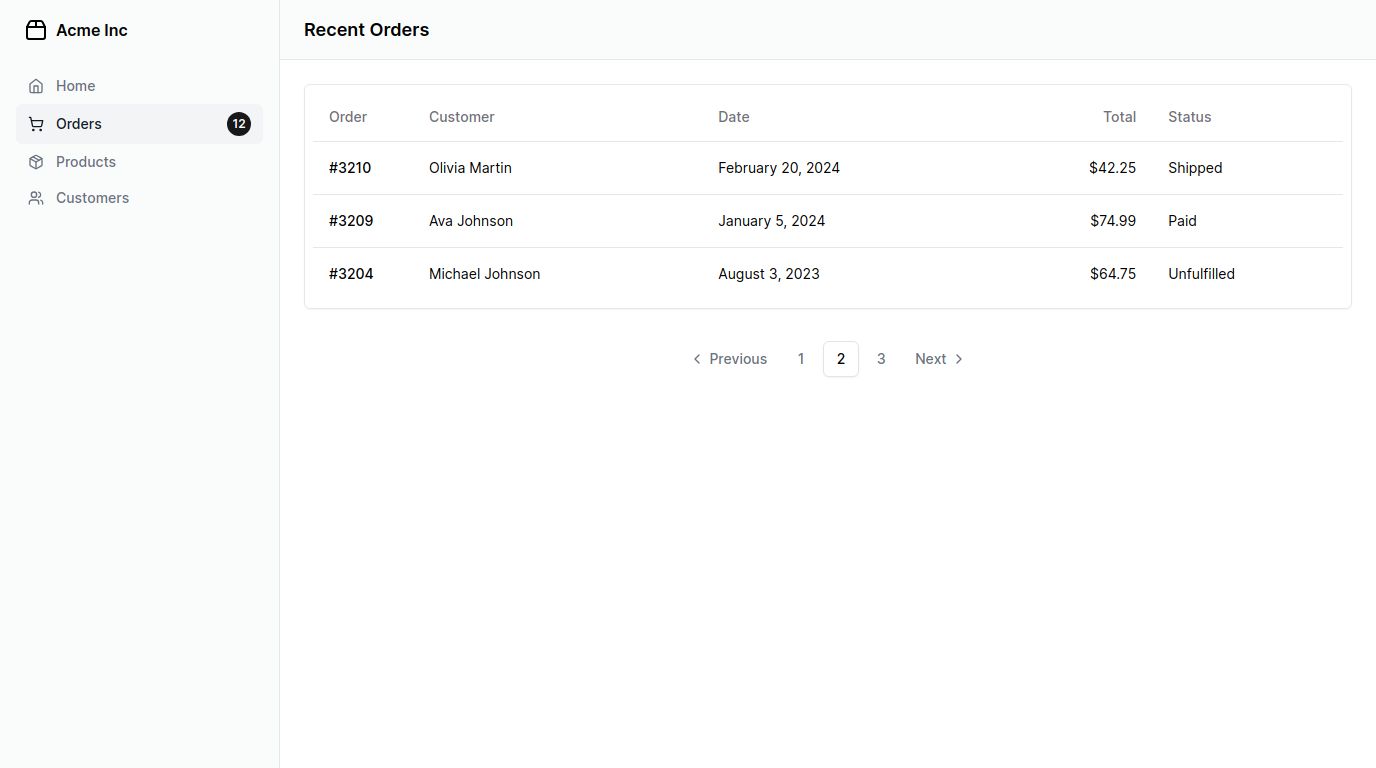 Acme Inc
Home
Orders 12
Products
Customers
Recent Orders
Order Customer Date Total Status
#3210 Olivia Martin February 20, 2024 $42.25 Shipped
#3209 Ava Johnson January 5, 2024 $74.99 Paid
#3204 Michael Johnson August 3, 2023 $64.75 Unfulfilled
Previous 1 2 3 Next